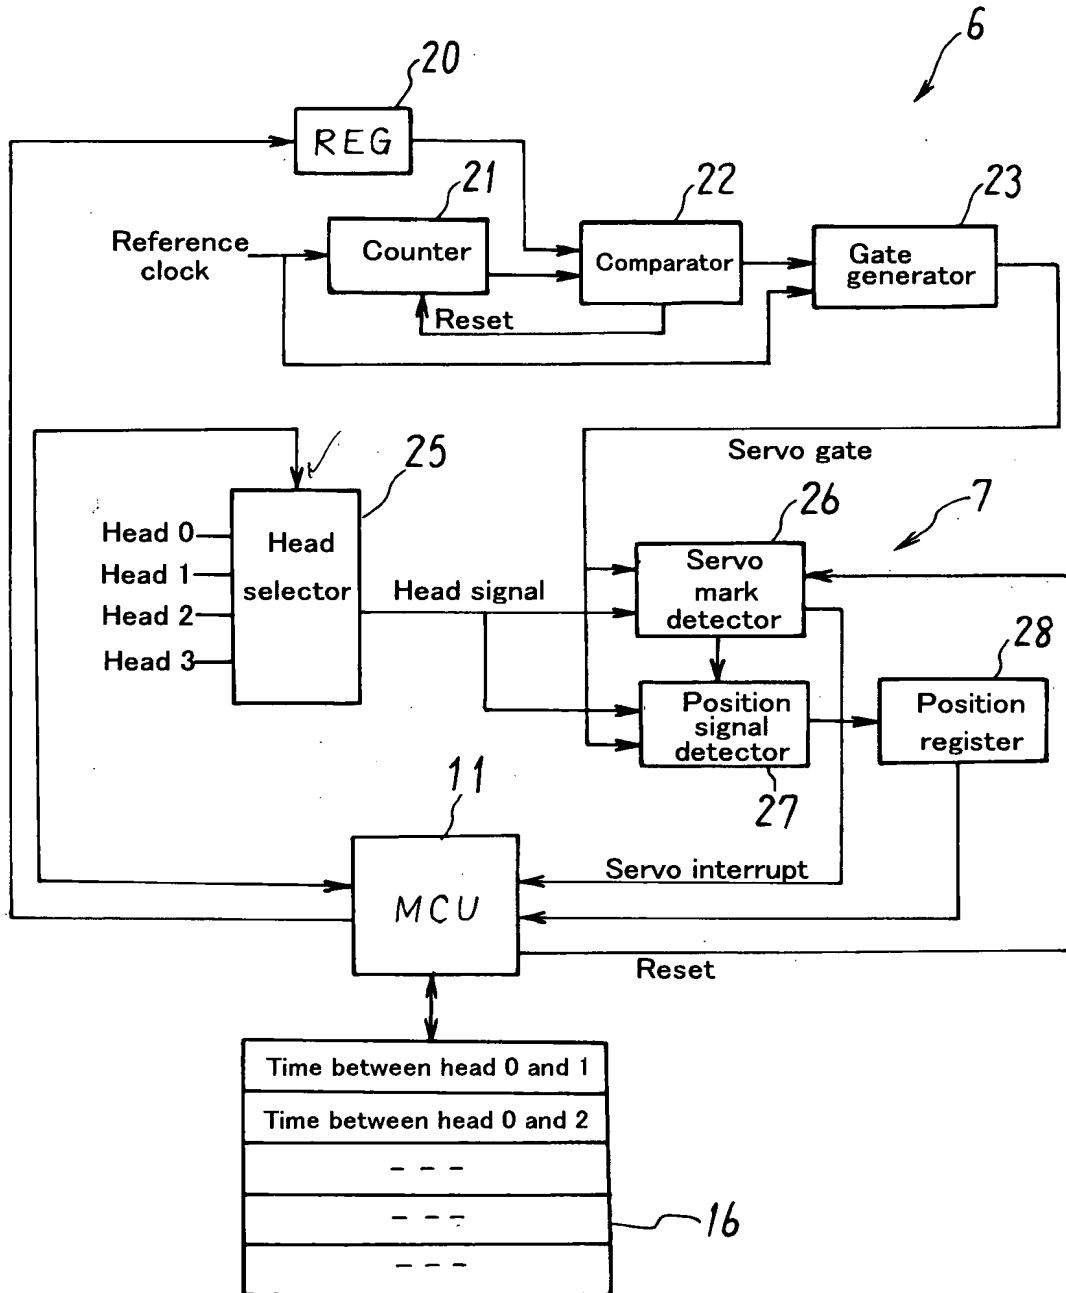 6
20
REG
21
22
23
Reference
clock
Counter
Comparator
Gate
generator
Reset
Servo gate
25
26
7
Head 0
Head 1
Head 2
Head 3
Head
selector
Head signal
Servo
mark
detector
28
Position
signal
detector
Position
register
27
11
MCU
Servo interrupt
Reset
Time between head 0 and 1
Time between head 0 and 2
- - -
- - -
- - -
16